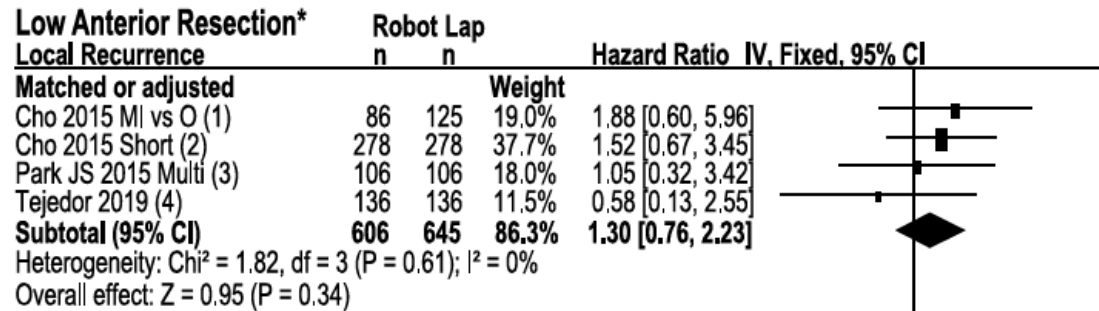 Low Anterior Resection* Robot Lap
Local Recurrence n n Hazard Ratio IV, Fixed, 95% CI
Matched or adjusted Weight
Cho 2015 MI vs O (1) 86 125 19.0% 1.88 [0.60, 5.96]
Cho 2015 Short (2) 278 278 37.7% 1.52 [0.67, 3.45]
Park JS 2015 Multi (3) 106 106 18.0% 1.05 [0.32, 3.42]
Tejedor 2019 (4) 136 136 11.5% 0.58 [0.13, 2.55]
Subtotal (95% CI) 606 645 86.3% 1.30 [0.76, 2.23]
Heterogeneity: Chi² = 1.82, df = 3 (P = 0.61); I² = 0%
Overall effect: Z = 0.95 (P = 0.34)